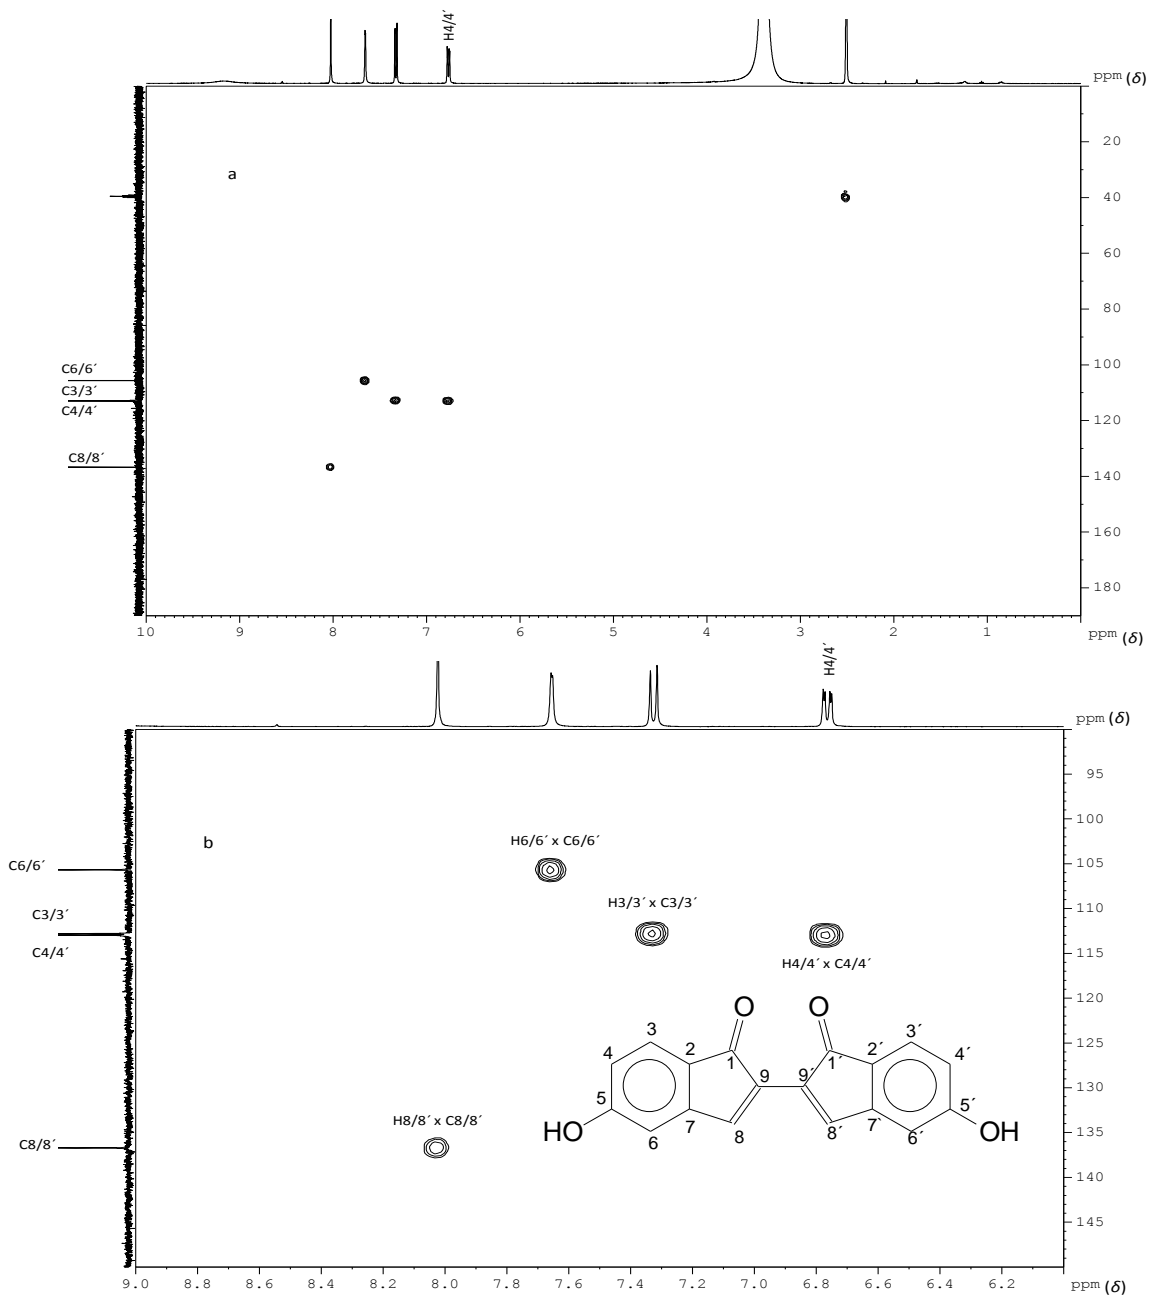 H4/4´
ppm (δ)
20
a
40
60
80
C6/6´
100
C3/3´
C4/4´
120
C8/8´
140
160
180
10 9 8 7 6 5 4 3 2 1 ppm (δ)
H4/4´
ppm (δ)
95
b
100
H6/6´ x C6/6´
C6/6´
105
H3/3´ x C3/3´
110
C3/3´
C4/4´
115
H4/4´ x C4/4´
120
O O
3 3´
125
4 2 1 1´ 2´ 4´
9 9´
130
5 5´
H8/8´ x C8/8´
HO 6 7 8 8´ 7` 6´ OH
135
C8/8´
140
145
9.0 8.8 8.6 8.4 8.2 8.0 7.8 7.6 7.4 7.2 7.0 6.8 6.6 6.4 6.2 ppm (δ)